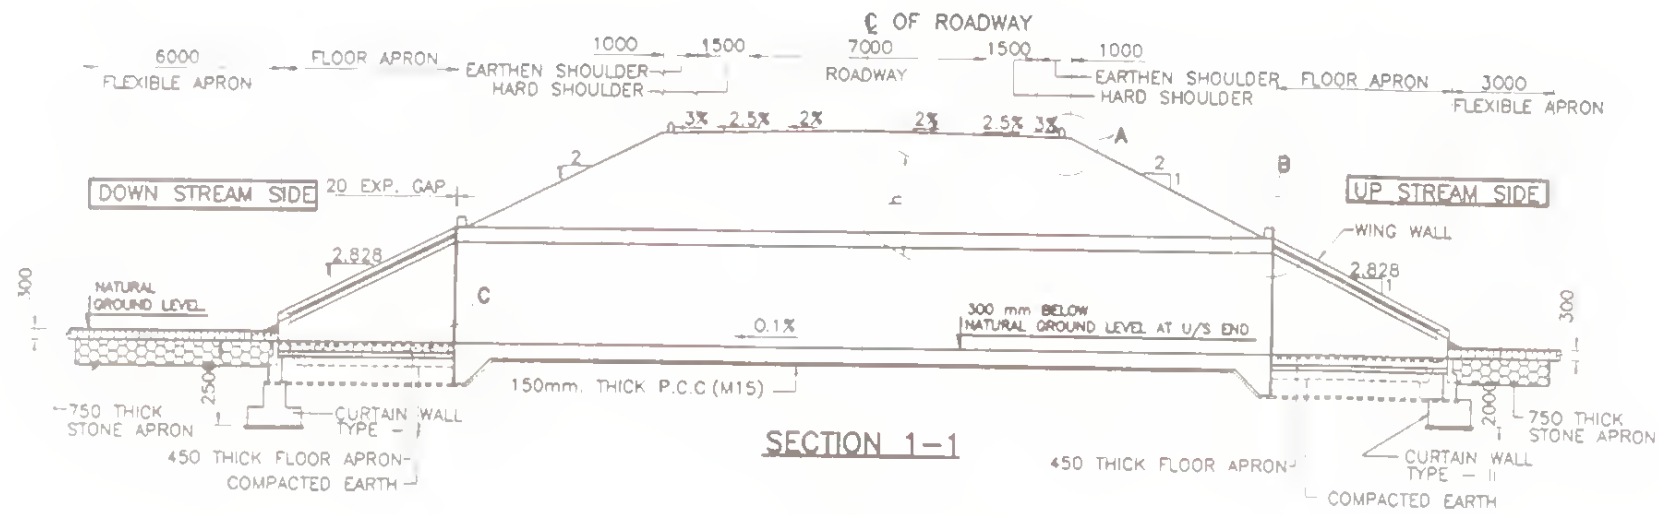 ℄ OF ROADWAY
6000
FLEXIBLE APRON
FLOOR APRON
1000
1500
7000
ROADWAY
1500
1000
EARTHEN SHOULDER
HARD SHOULDER
EARTHEN SHOULDER
HARD SHOULDER
FLOOR APRON
3000
FLEXIBLE APRON
3%
2.5%
2%
2%
2.5%
3%
A
2
2
1
B
DOWN STREAM SIDE
20 EXP. GAP
UP STREAM SIDE
WING WALL
2.828
2.828
1
300
NATURAL
GROUND LEVEL
C
0.1%
300 mm BELOW
NATURAL GROUND LEVEL AT U/S END
300
2500
150mm. THICK P.C.C (M15)
2000
750 THICK
STONE APRON
CURTAIN WALL
TYPE -
450 THICK FLOOR APRON
COMPACTED EARTH
SECTION 1-1
450 THICK FLOOR APRON
COMPACTED EARTH
CURTAIN WALL
TYPE - II
750 THICK
STONE APRON